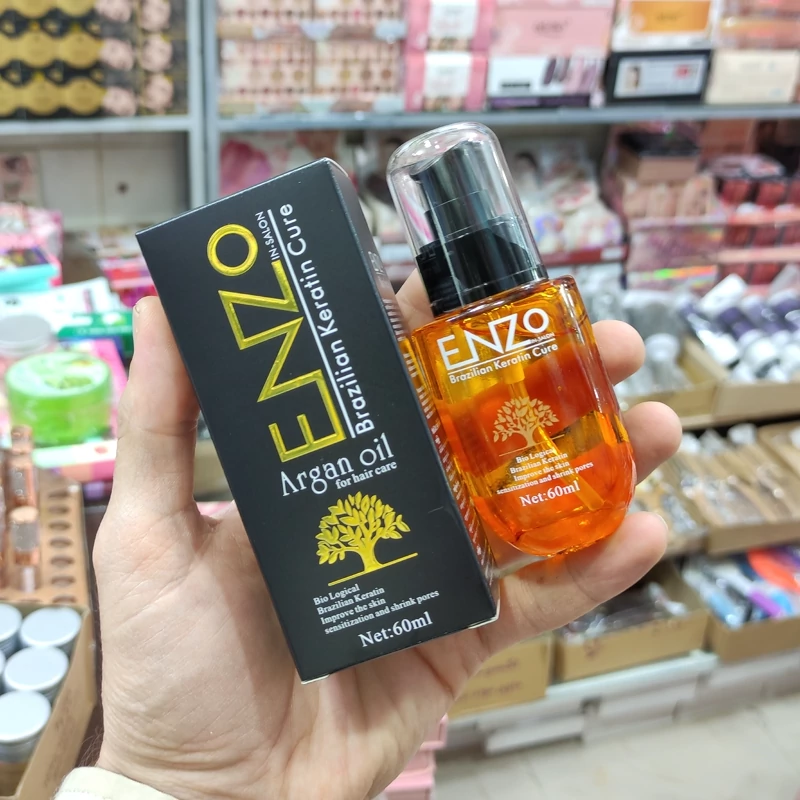 ENZO
IN-SALON
Brazilian Keratin Cure
Argan oil
for hair care
Bio Logical
Brazilian Keratin
Improve the skin
sensitization and shrink pores
Net:60ml
ENZO
IN-SALON
Brazilian Keratin Cure
Bio Logical
Brazilian Keratin
Improve the skin
sensitization and shrink pores
Net:60ml